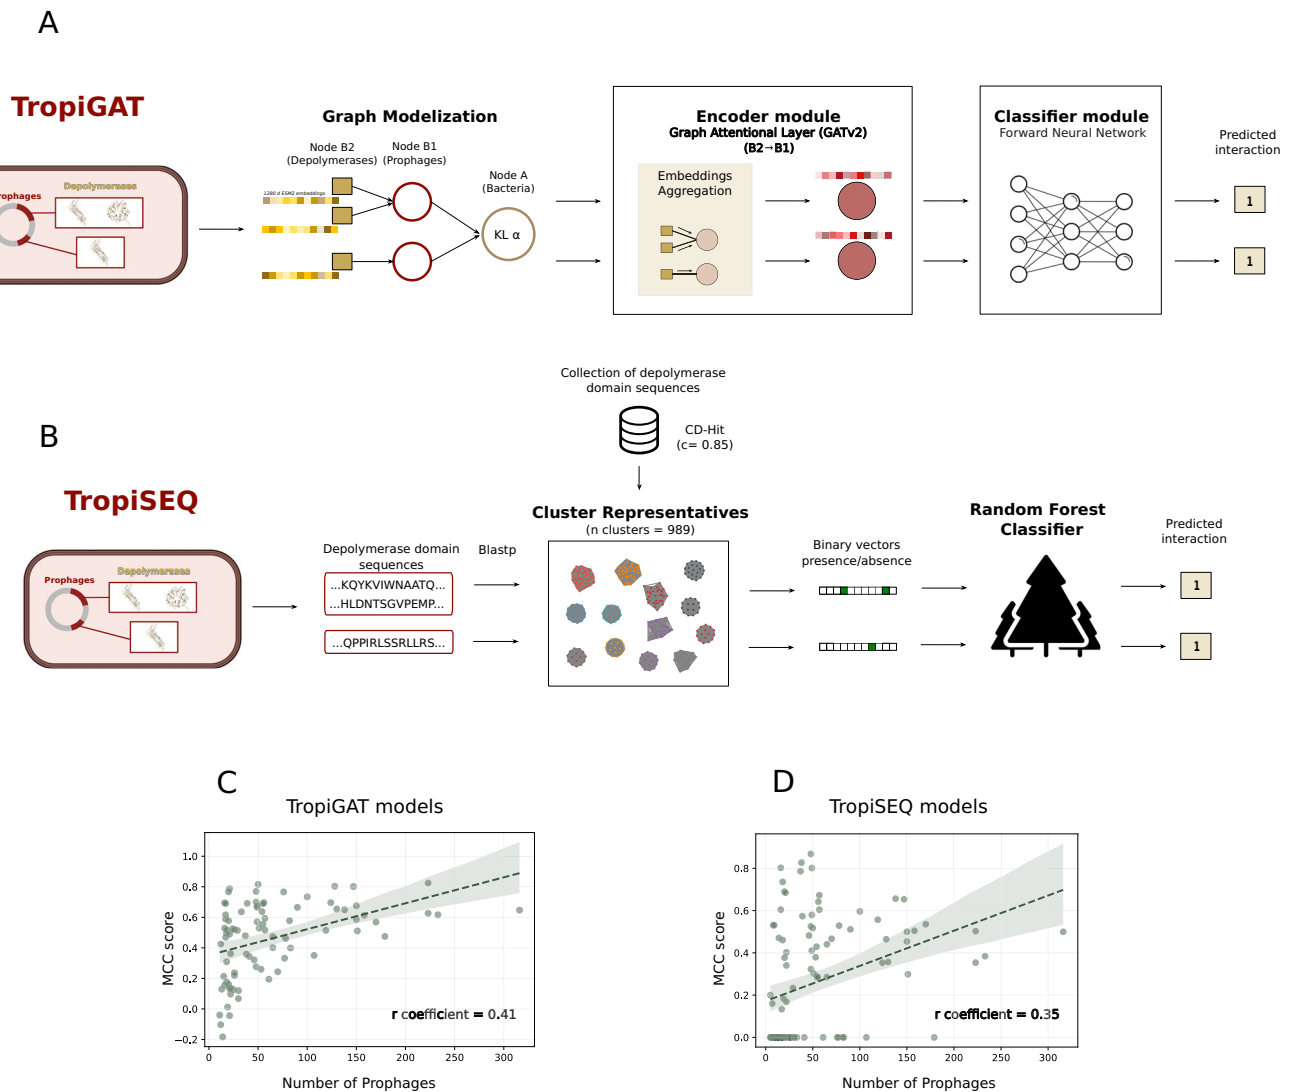 A
TropiGAT
Graph Modelization
Node B2
(Depolymerases)
Node B1
(Prophages)
Node A
(Bacteria)
1280 d ESM2 embeddings
KL α
rophages
Depolymerases
Encoder module
Graph Attentional Layer (GATv2)
(B2→B1)
Embeddings
Aggregation
Classifier module
Forward Neural Network
Predicted
interaction
1
1
B
TropiSEQ
Collection of depolymerase
domain sequences
CD-Hit
(c= 0.85)
Prophages
Depolymerases
Depolymerase domain
sequences
...KQYKVIWNAATQ...
...HLDNTSGVPEMP...
...QPPIRLSSRLLRS...
Blastp
Cluster Representatives
(n clusters = 989)
Binary vectors
presence/absence
Random Forest
Classifier
Predicted
interaction
1
1
C
TropiGAT models
MCC score
1.0
0.8
0.6
0.4
0.2
0.0
−0.2
r coefficient = 0.41
0 50 100 150 200 250 300
Number of Prophages
D
TropiSEQ models
MCC score
0.8
0.6
0.4
0.2
0.0
r coefficient = 0.35
0 50 100 150 200 250 300
Number of Prophages